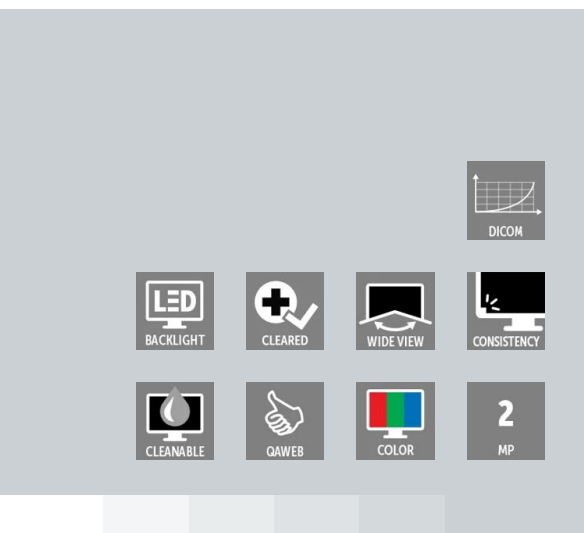 DICOM
LED
BACKLIGHT
CLEARED
WIDE VIEW
CONSISTENCY
CLEANABLE
QAWEB
COLOR
2
MP